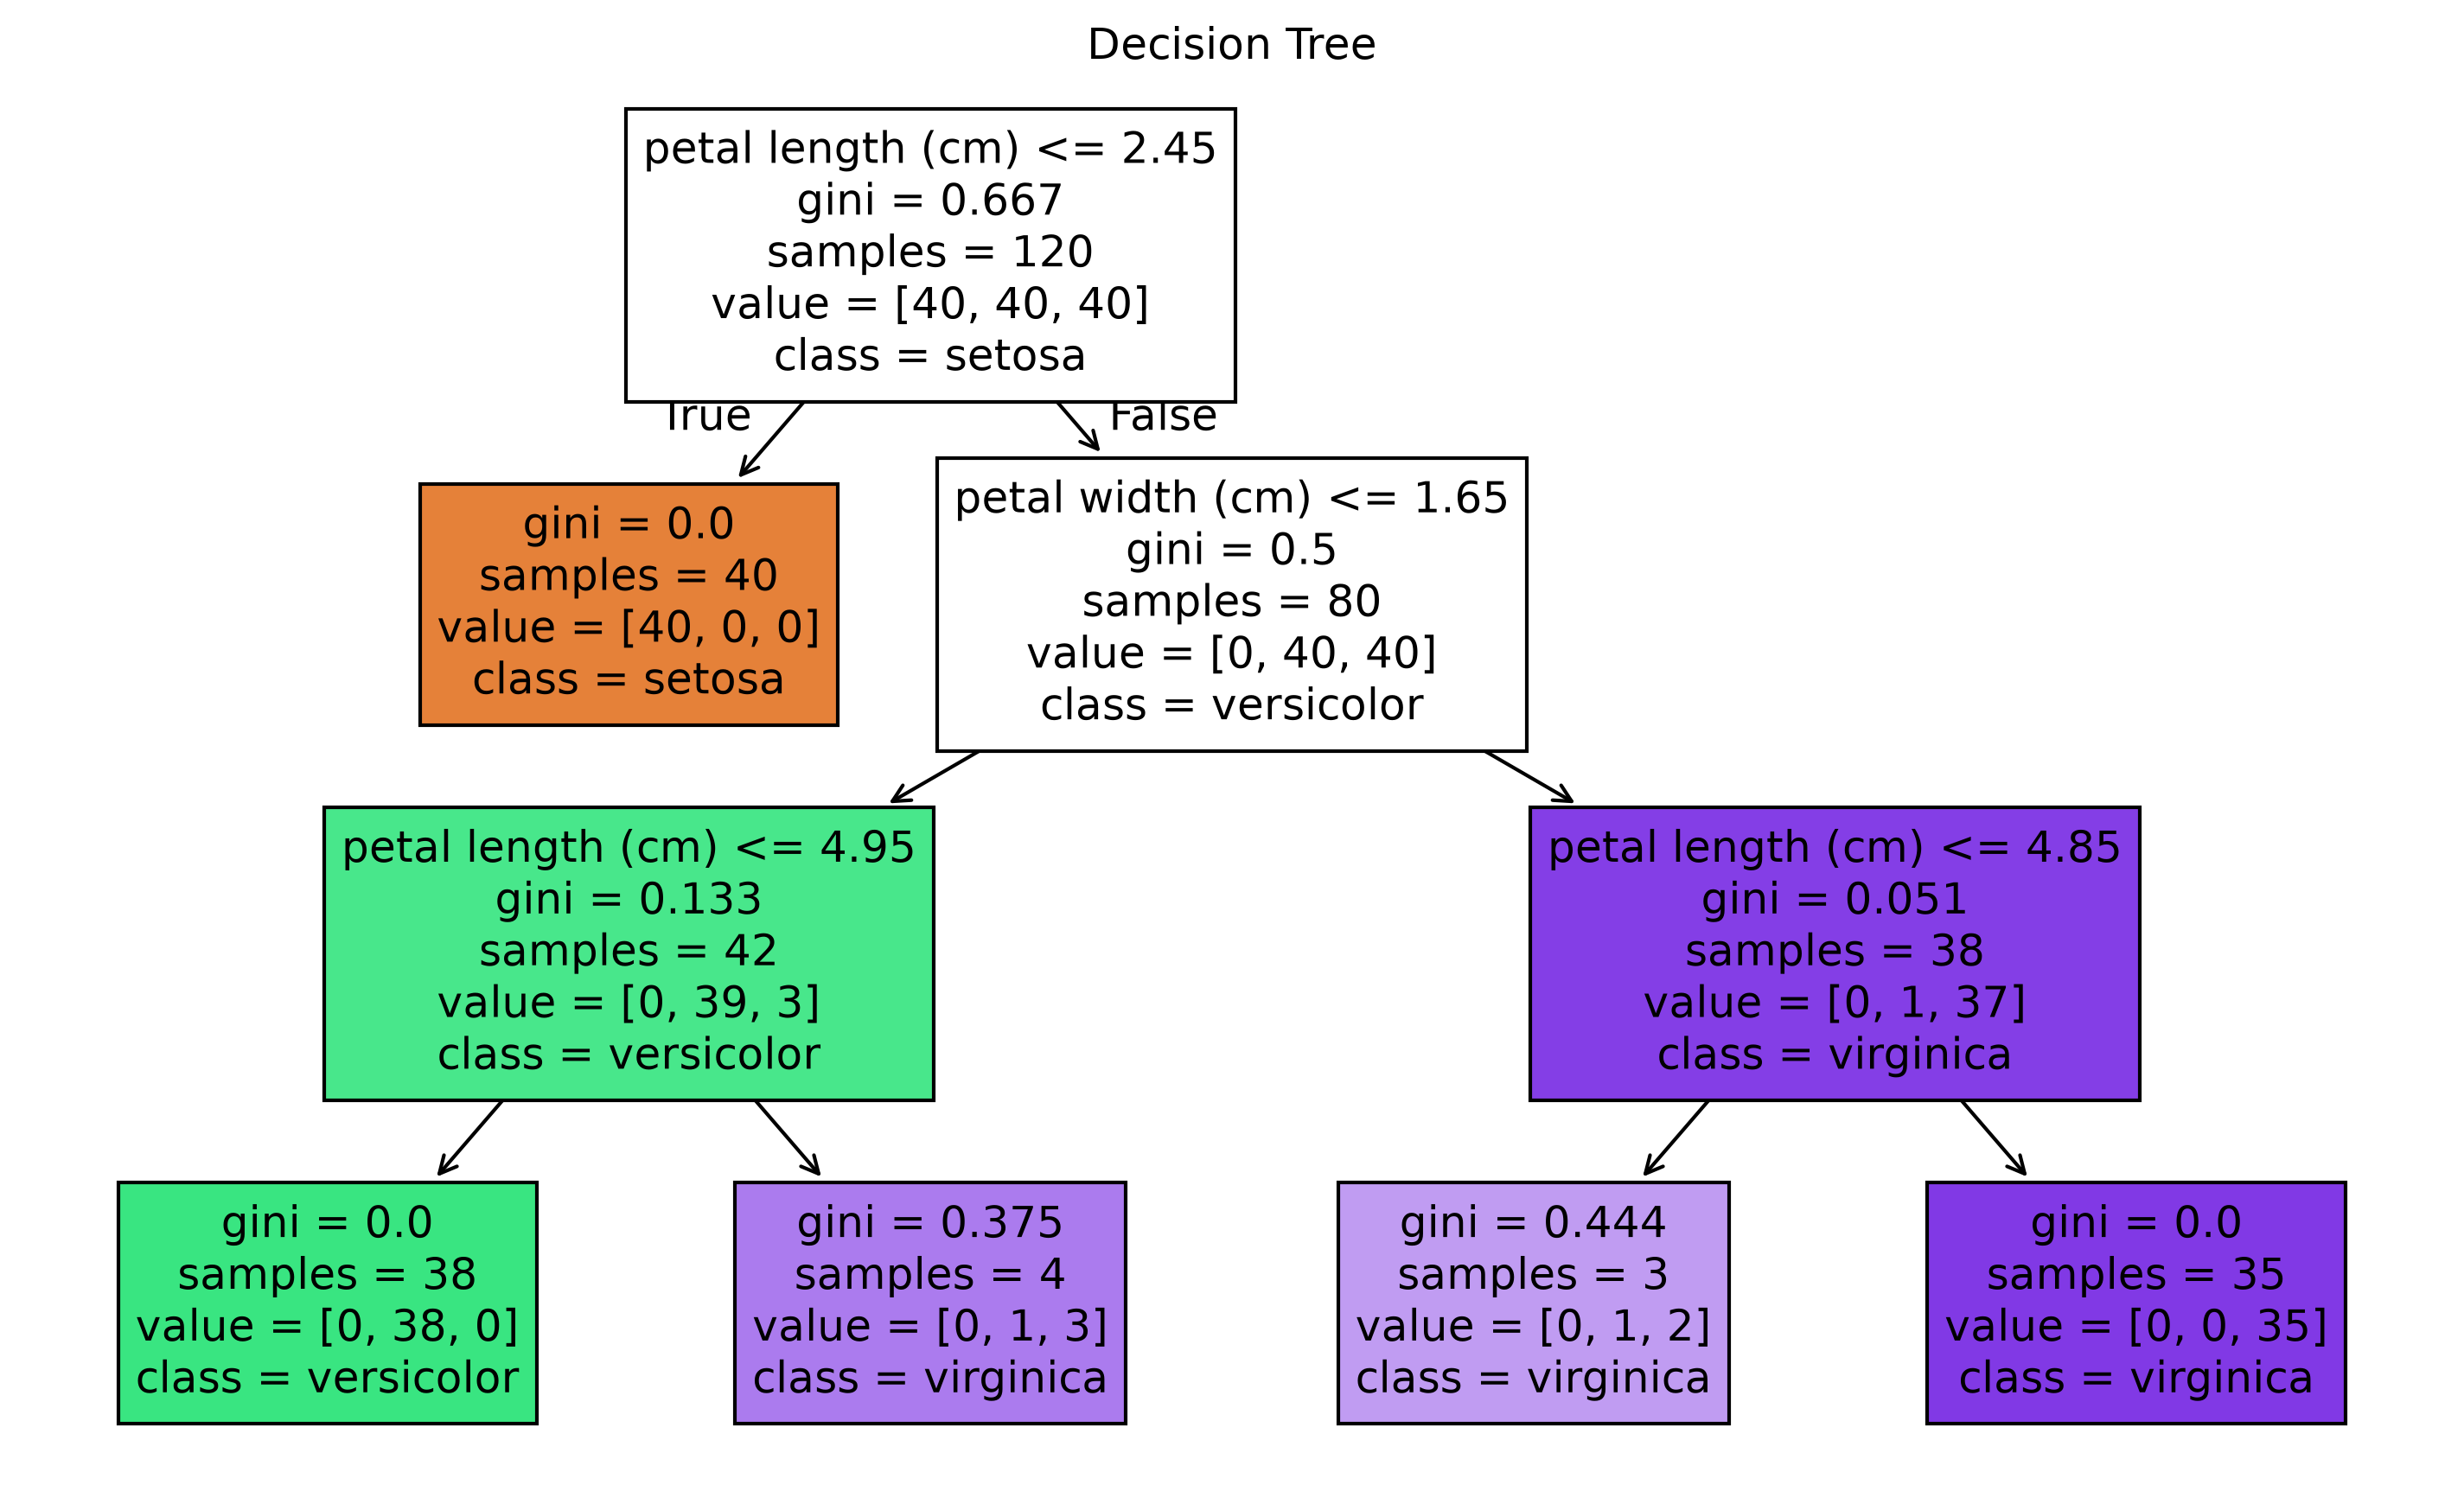 Decision Tree
petal length (cm) <= 2.45
gini = 0.667
samples = 120
value = [40, 40, 40]
class = setosa
True
False
gini = 0.0
samples = 40
value = [40, 0, 0]
class = setosa
petal width (cm) <= 1.65
gini = 0.5
samples = 80
value = [0, 40, 40]
class = versicolor
petal length (cm) <= 4.95
gini = 0.133
samples = 42
value = [0, 39, 3]
class = versicolor
petal length (cm) <= 4.85
gini = 0.051
samples = 38
value = [0, 1, 37]
class = virginica
gini = 0.0
samples = 38
value = [0, 38, 0]
class = versicolor
gini = 0.375
samples = 4
value = [0, 1, 3]
class = virginica
gini = 0.444
samples = 3
value = [0, 1, 2]
class = virginica
gini = 0.0
samples = 35
value = [0, 0, 35]
class = virginica